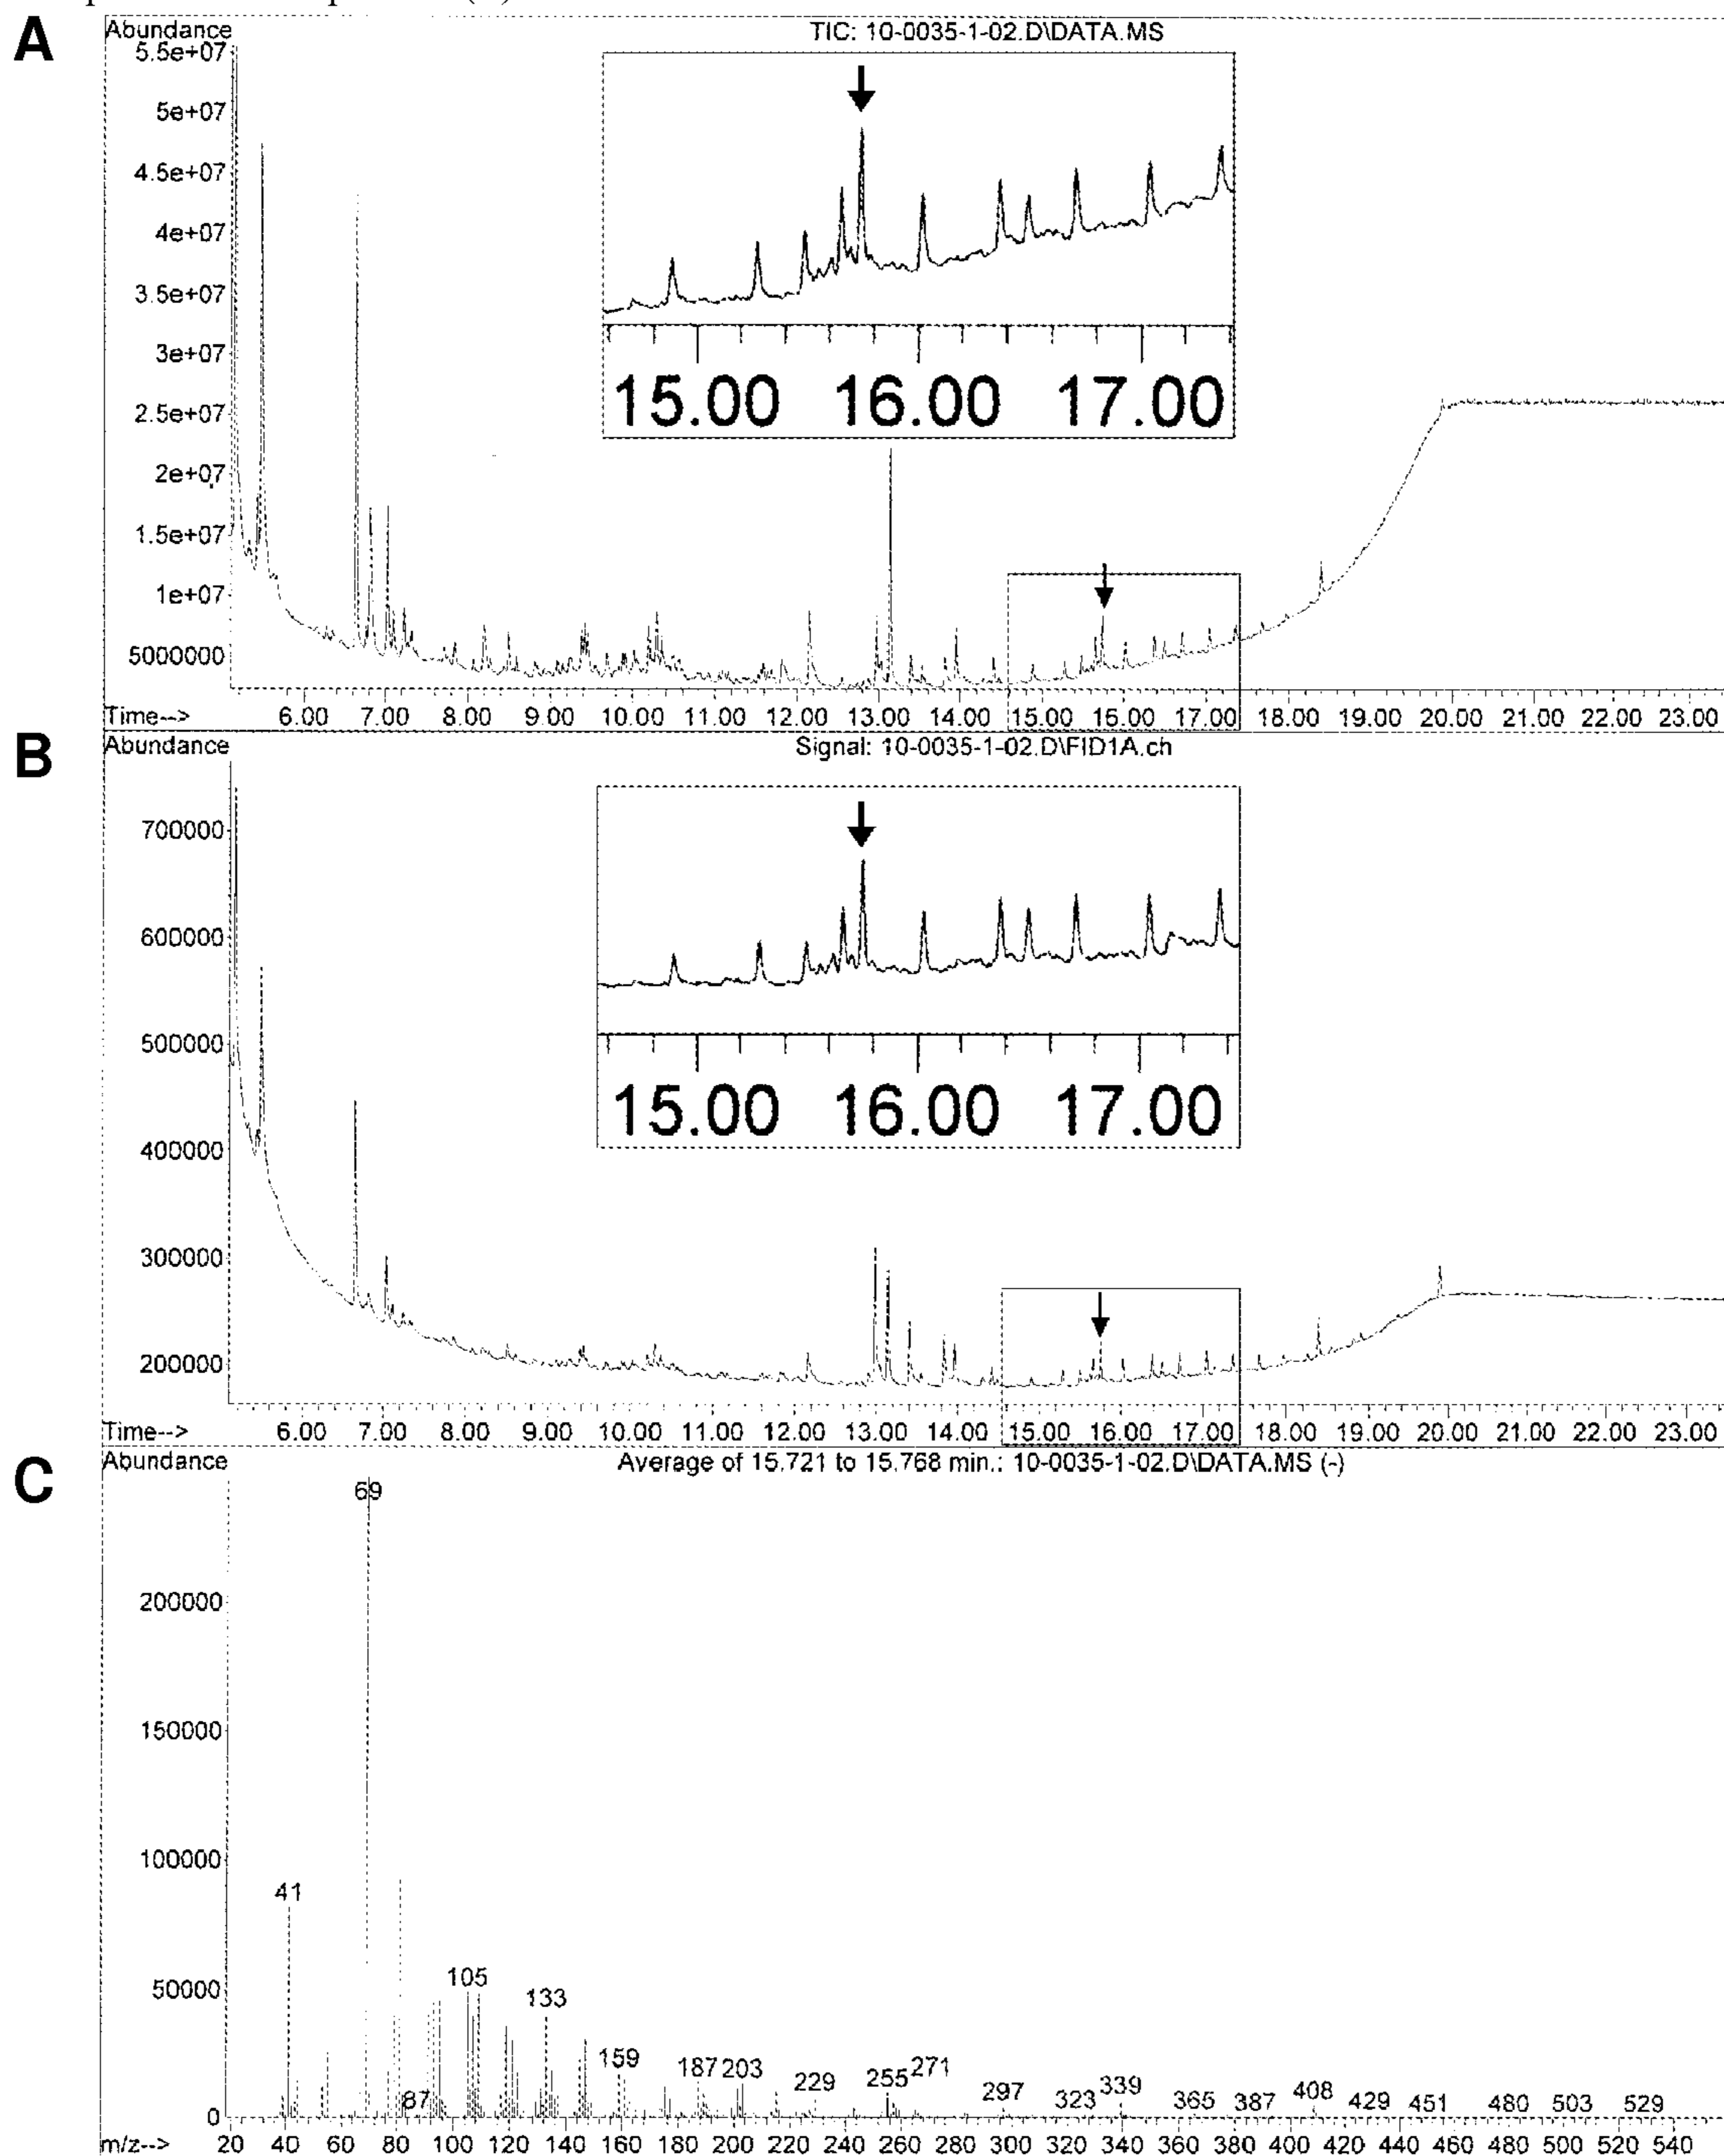 A
Abundance
TIC: 10-0035-1-02.D\DATA.MS
5.5e+07
5e+07
4.5e+07
4e+07
3.5e+07
3e+07
2.5e+07
2e+07
1.5e+07
1e+07
5000000
15.00 16.00 17.00
Time-->
6.00 7.00 8.00 9.00 10.00 11.00 12.00 13.00 14.00 15.00 16.00 17.00 18.00 19.00 20.00 21.00 22.00 23.00
B
Abundance
Signal: 10-0035-1-02.D\FID1A.ch
700000
600000
500000
400000
300000
200000
15.00 16.00 17.00
Time-->
6.00 7.00 8.00 9.00 10.00 11.00 12.00 13.00 14.00 15.00 16.00 17.00 18.00 19.00 20.00 21.00 22.00 23.00
C
Abundance
Average of 15.721 to 15.768 min.: 10-0035-1-02.D\DATA.MS (-)
69
200000
150000
100000
50000
0
41
87
105
133
159
187 203
229
255 271
297
323 339
365 387 408 429 451 480 503 529
m/z-->
20 40 60 80 100 120 140 160 180 200 220 240 260 280 300 320 340 360 380 400 420 440 460 480 500 520 540